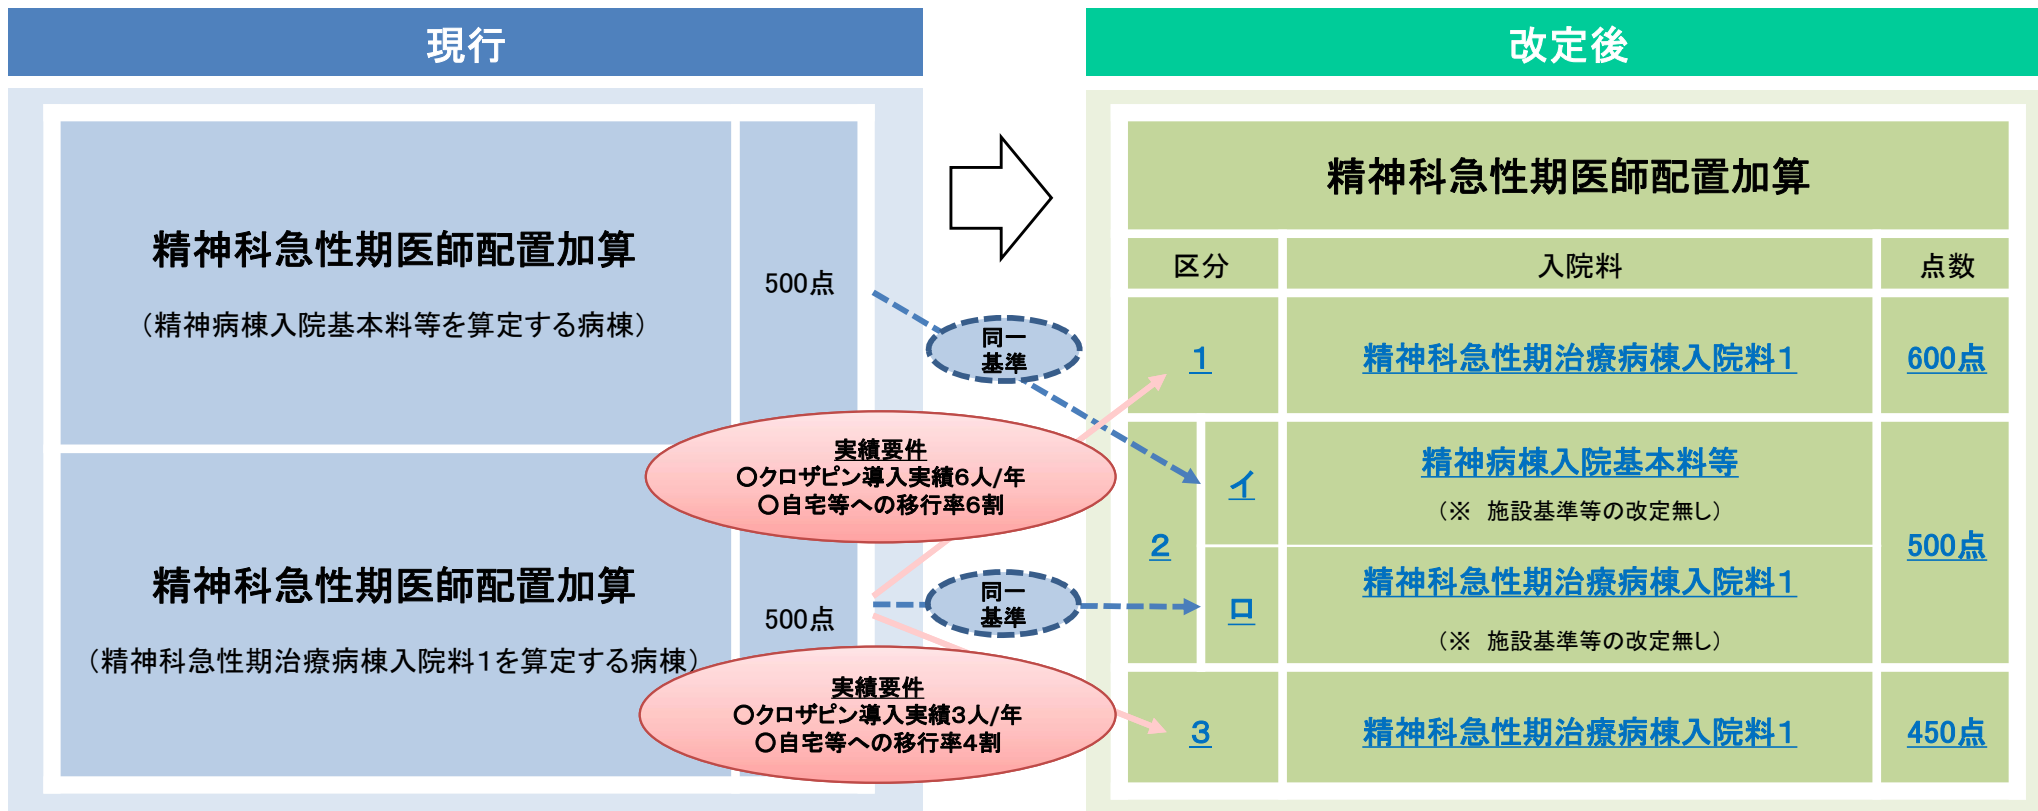 現行
精神科急性期医師配置加算
（精神病棟入院基本料等を算定する病棟）
500点
精神科急性期医師配置加算
（精神科急性期治療病棟入院料１を算定する病棟）
500点
同一
基準
実績要件
〇クロザピン導入実績６人/年
〇自宅等への移行率６割
同一
基準
実績要件
〇クロザピン導入実績３人/年
〇自宅等への移行率４割
改定後
精神科急性期医師配置加算
区分
入院料
点数
１
精神科急性期治療病棟入院料１
600点
２
イ
精神病棟入院基本料等
（※ 施設基準等の改定無し）
500点
ロ
精神科急性期治療病棟入院料１
（※ 施設基準等の改定無し）
３
精神科急性期治療病棟入院料１
450点